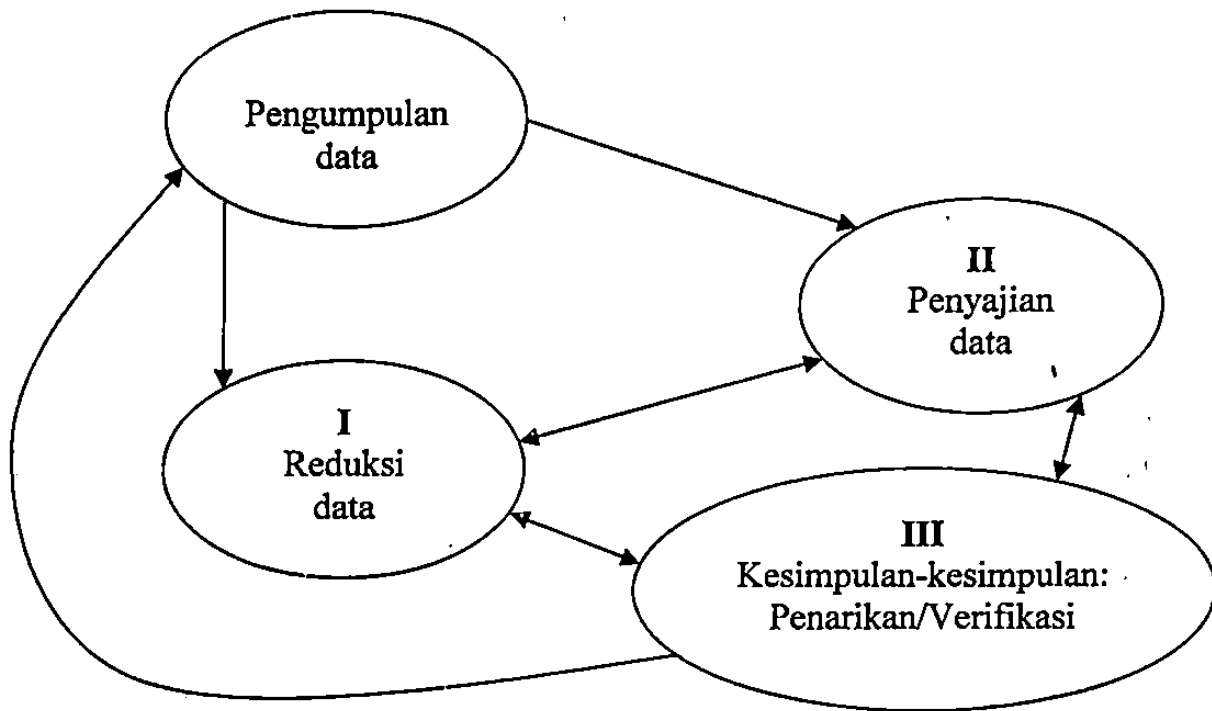 Pengumpulan
data
II
Penyajian
data
I
Reduksi
data
III
Kesimpulan-kesimpulan:
Penarikan/Verifikasi